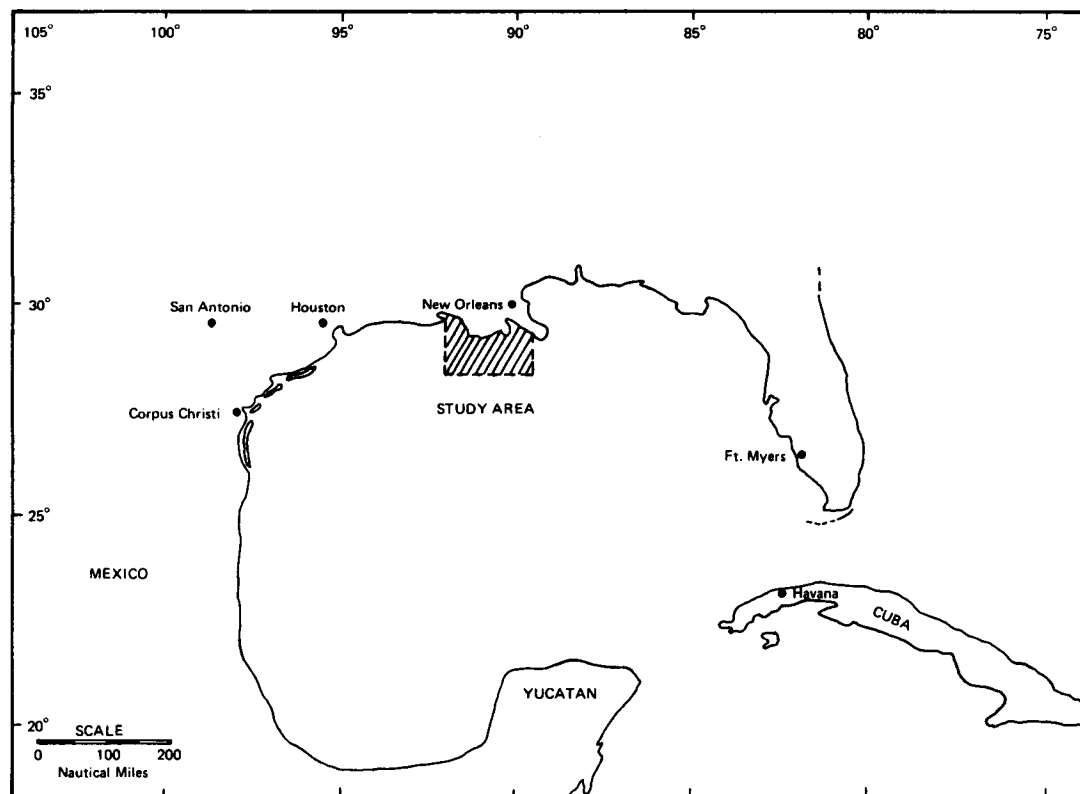 105° 100° 95° 90° 85° 80° 75°
35°
30°
San Antonio
Houston
New Orleans
Corpus Christi
STUDY AREA
Ft. Myers
25°
MEXICO
Havana
CUBA
YUCATAN
20°
SCALE
0 100 200
Nautical Miles